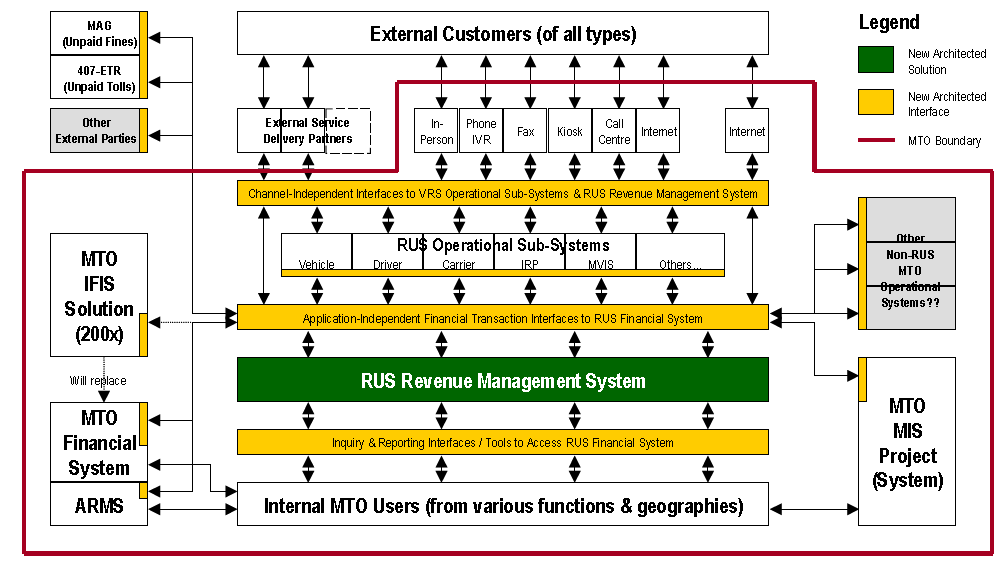 MAG
(Unpaid Fines)
407-ETR
(Unpaid Tolls)
Other
External Parties
External Customers (of all types)
Legend
New Architected
Solution
New Architected
Interface
MTO Boundary
External Service
Delivery Partners
In-
Person
Phone
IVR
Fax
Kiosk
Call
Centre
Internet
Internet
Channel-Independent Interfaces to VRS Operational Sub-Systems & RUS Revenue Management System
RUS Operational Sub-Systems
Vehicle
Driver
Carrier
IRP
MVIS
Others...
Other
Non-RUS
MTO
Operational
Systems??
MTO
IFIS
Solution
(200x)
Application-Independent Financial Transaction Interfaces to RUS Financial System
Will replace
RUS Revenue Management System
MTO
Financial
System
ARMS
Inquiry & Reporting Interfaces / Tools to Access RUS Financial System
Internal MTO Users (from various functions & geographies)
MTO
MIS
Project
(System)